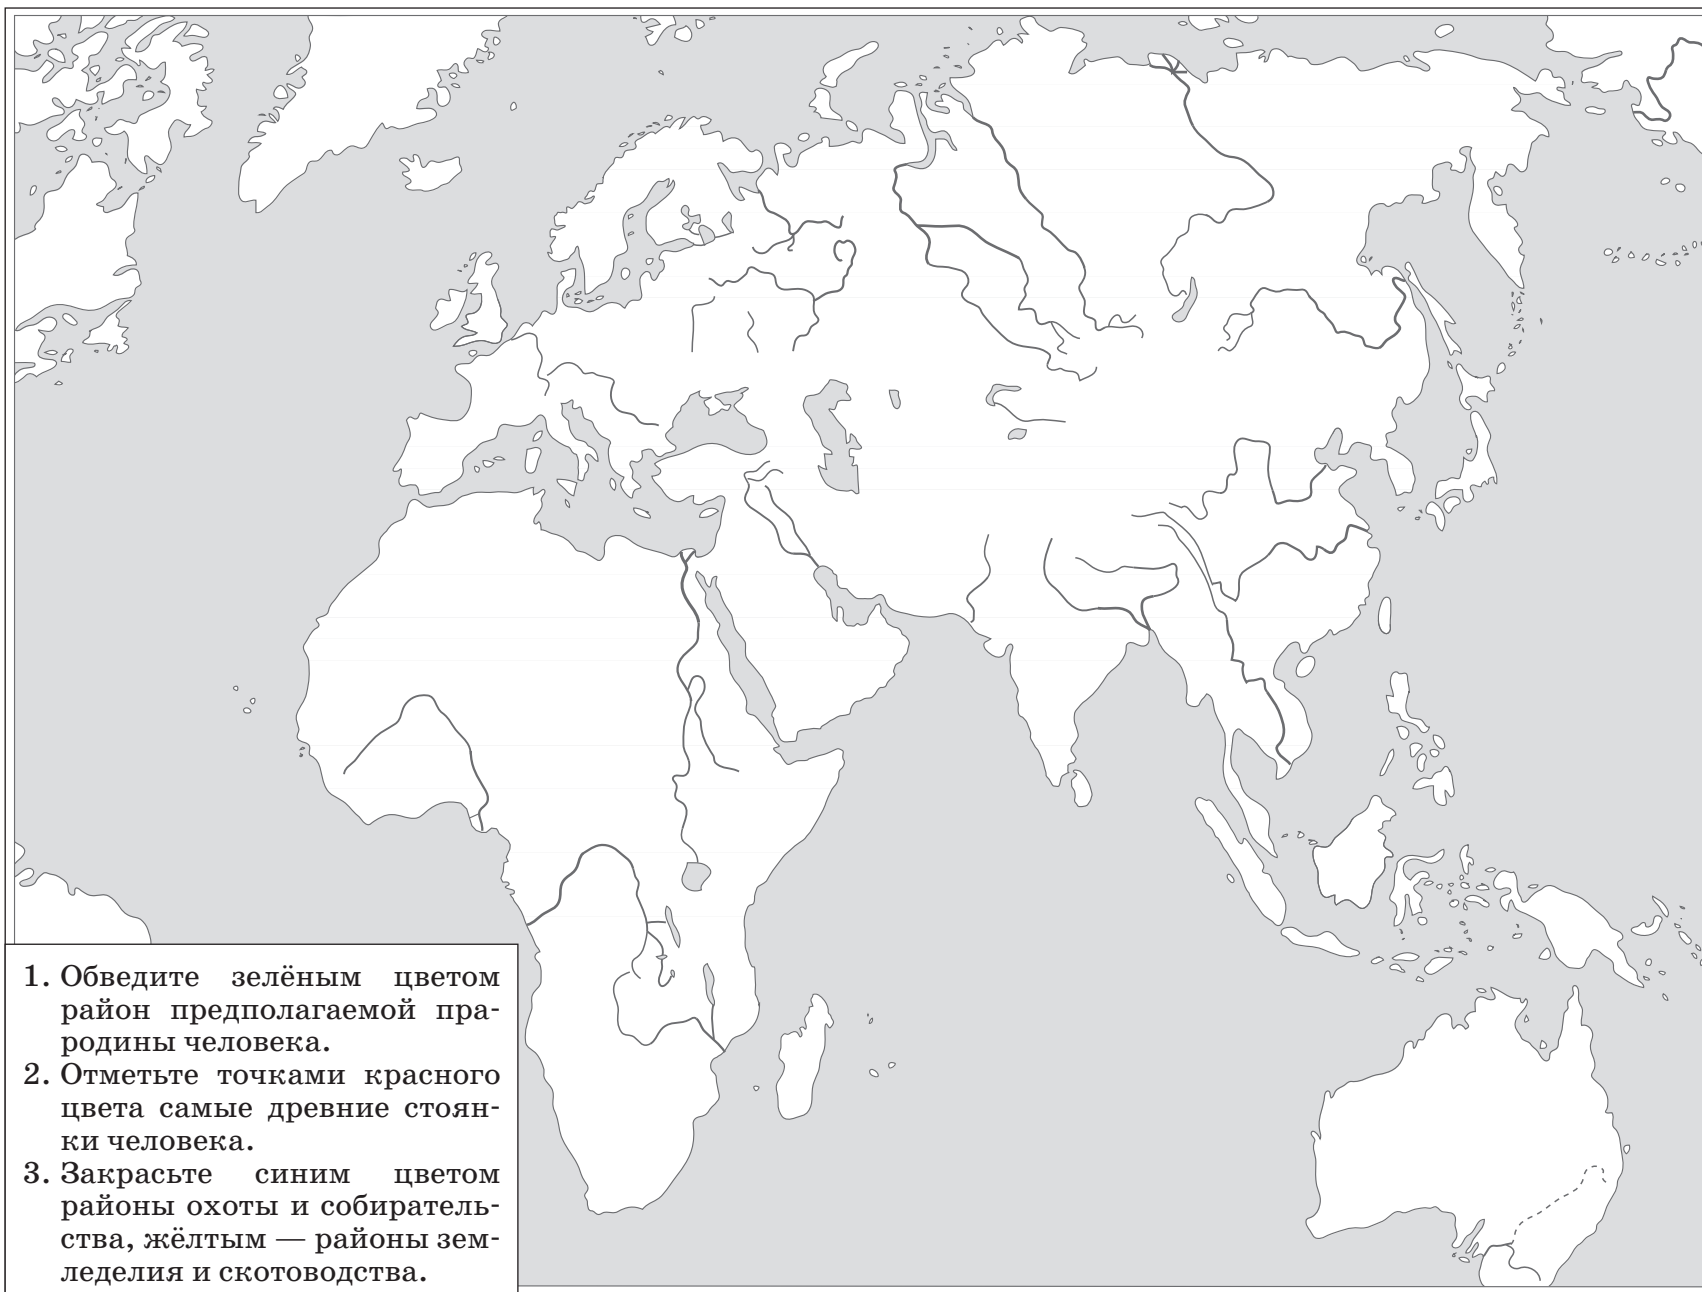 1. Обведите зелёным цветом
район предполагаемой пра-
родины человека.
2. Отметьте точками красного
цвета самые древние стоян-
ки человека.
3. Закрасьте синим цветом
районы охоты и собиратель-
ства, жёлтым — районы зем-
леделия и скотоводства.